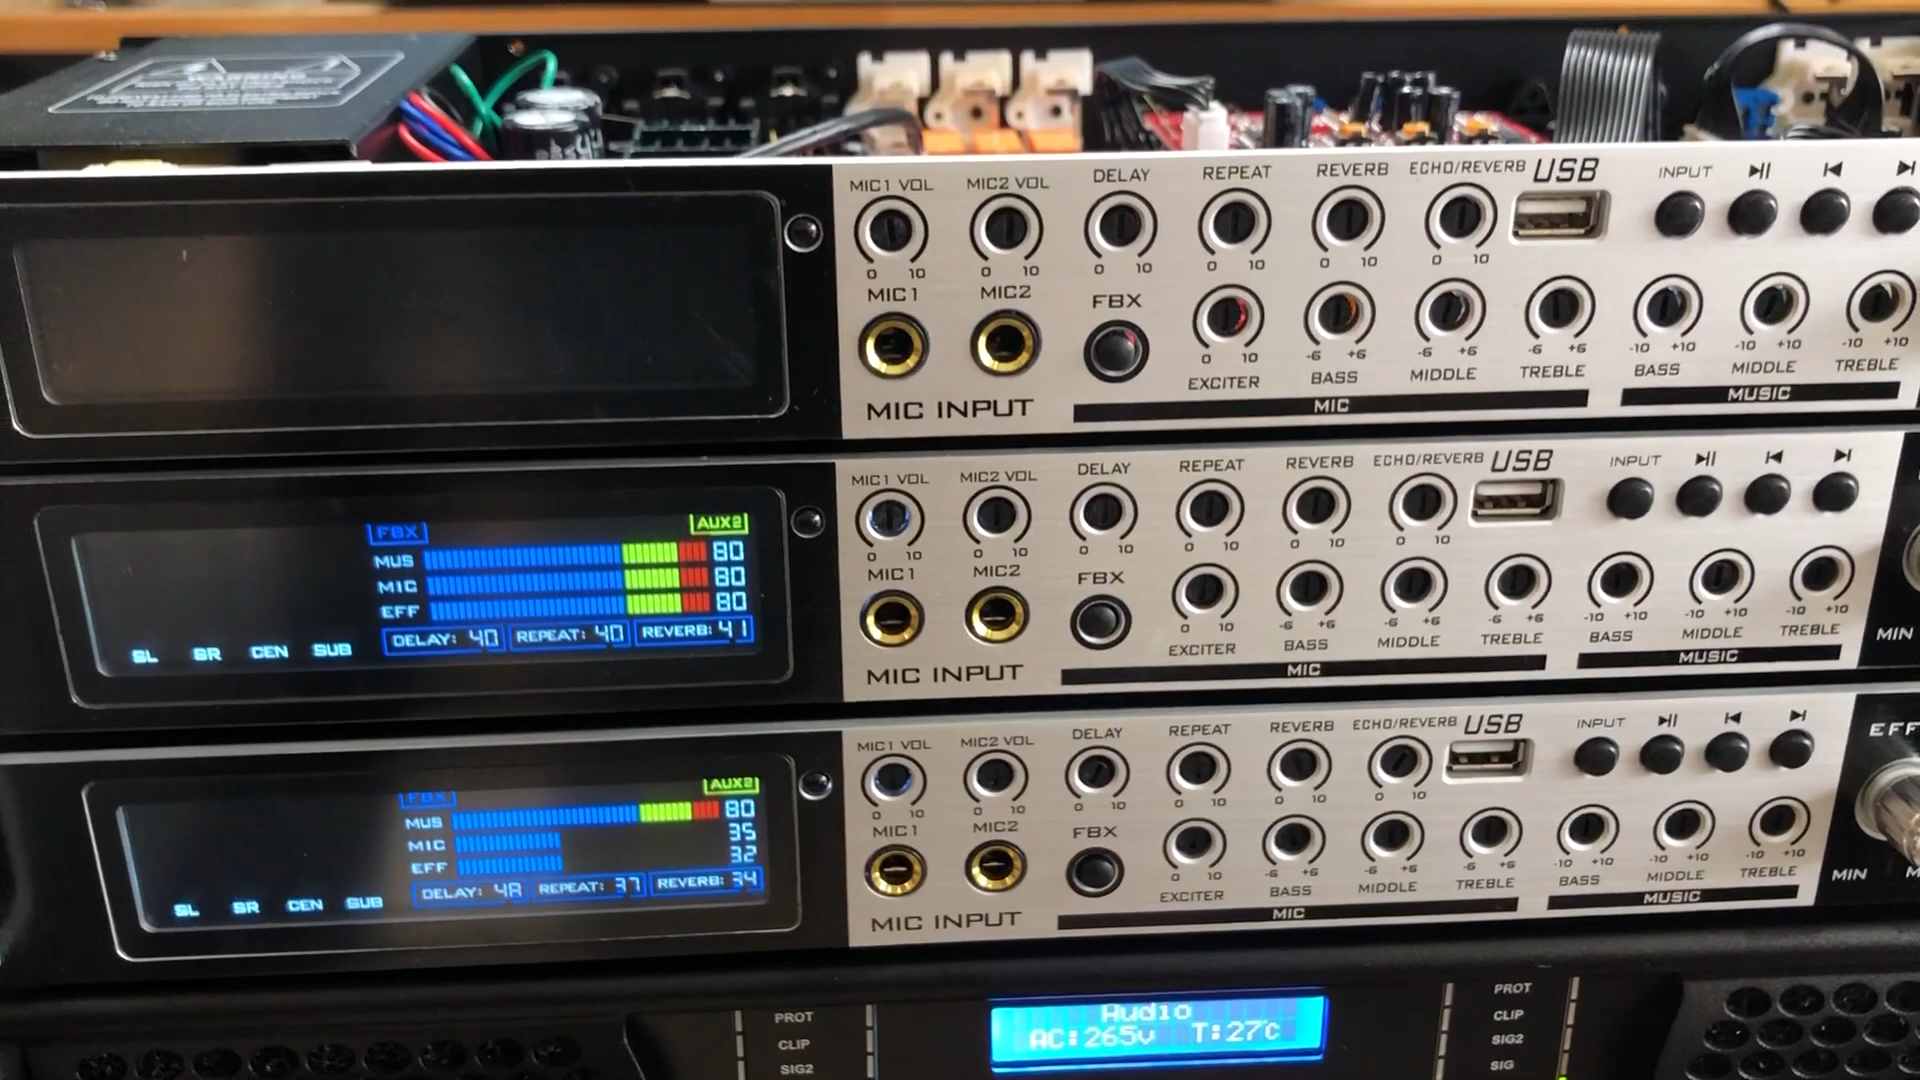 WARNING
MIC1 VOL MIC2 VOL DELAY REPEAT REVERB ECHO/REVERB USB INPUT
0 10 0 10 0 10 0 10 0 10 0 10
MIC1 MIC2 FBX
0 10 -6 +6 -6 +6 -6 +6 -10 +10 -10 +10 -10 +10
EXCITER BASS MIDDLE TREBLE BASS MIDDLE TREBLE
MIC INPUT MIC MUSIC
MIC1 VOL MIC2 VOL DELAY REPEAT REVERB ECHO/REVERB USB INPUT
0 10 0 10 0 10 0 10 0 10 0 10
FBX AUX2
MUS 80
MIC 80
EFF 80
DELAY: 40 REPEAT: 40 REVERB: 41
SL SR CEN SUB
MIC1 MIC2 FBX
0 10 -6 +6 -6 +6 -6 +6 -10 +10 -10 +10 -10 +10
EXCITER BASS MIDDLE TREBLE BASS MIDDLE TREBLE MIN
MIC INPUT MIC MUSIC
MIC1 VOL MIC2 VOL DELAY REPEAT REVERB ECHO/REVERB USB INPUT EFF
0 10 0 10 0 10 0 10 0 10 0 10
FBX AUX2
MUS 80
MIC 35
EFF 32
DELAY: 48 REPEAT: 37 REVERB: 34
SL SR CEN SUB
MIC1 MIC2 FBX
0 10 -6 +6 -6 +6 -6 +6 -10 +10 -10 +10 -10 +10
EXCITER BASS MIDDLE TREBLE BASS MIDDLE TREBLE MIN
MIC INPUT MIC MUSIC
PROT
CLIP
SIG2
Audio
AC:265v T:27℃
PROT
CLIP
SIG2
SIG